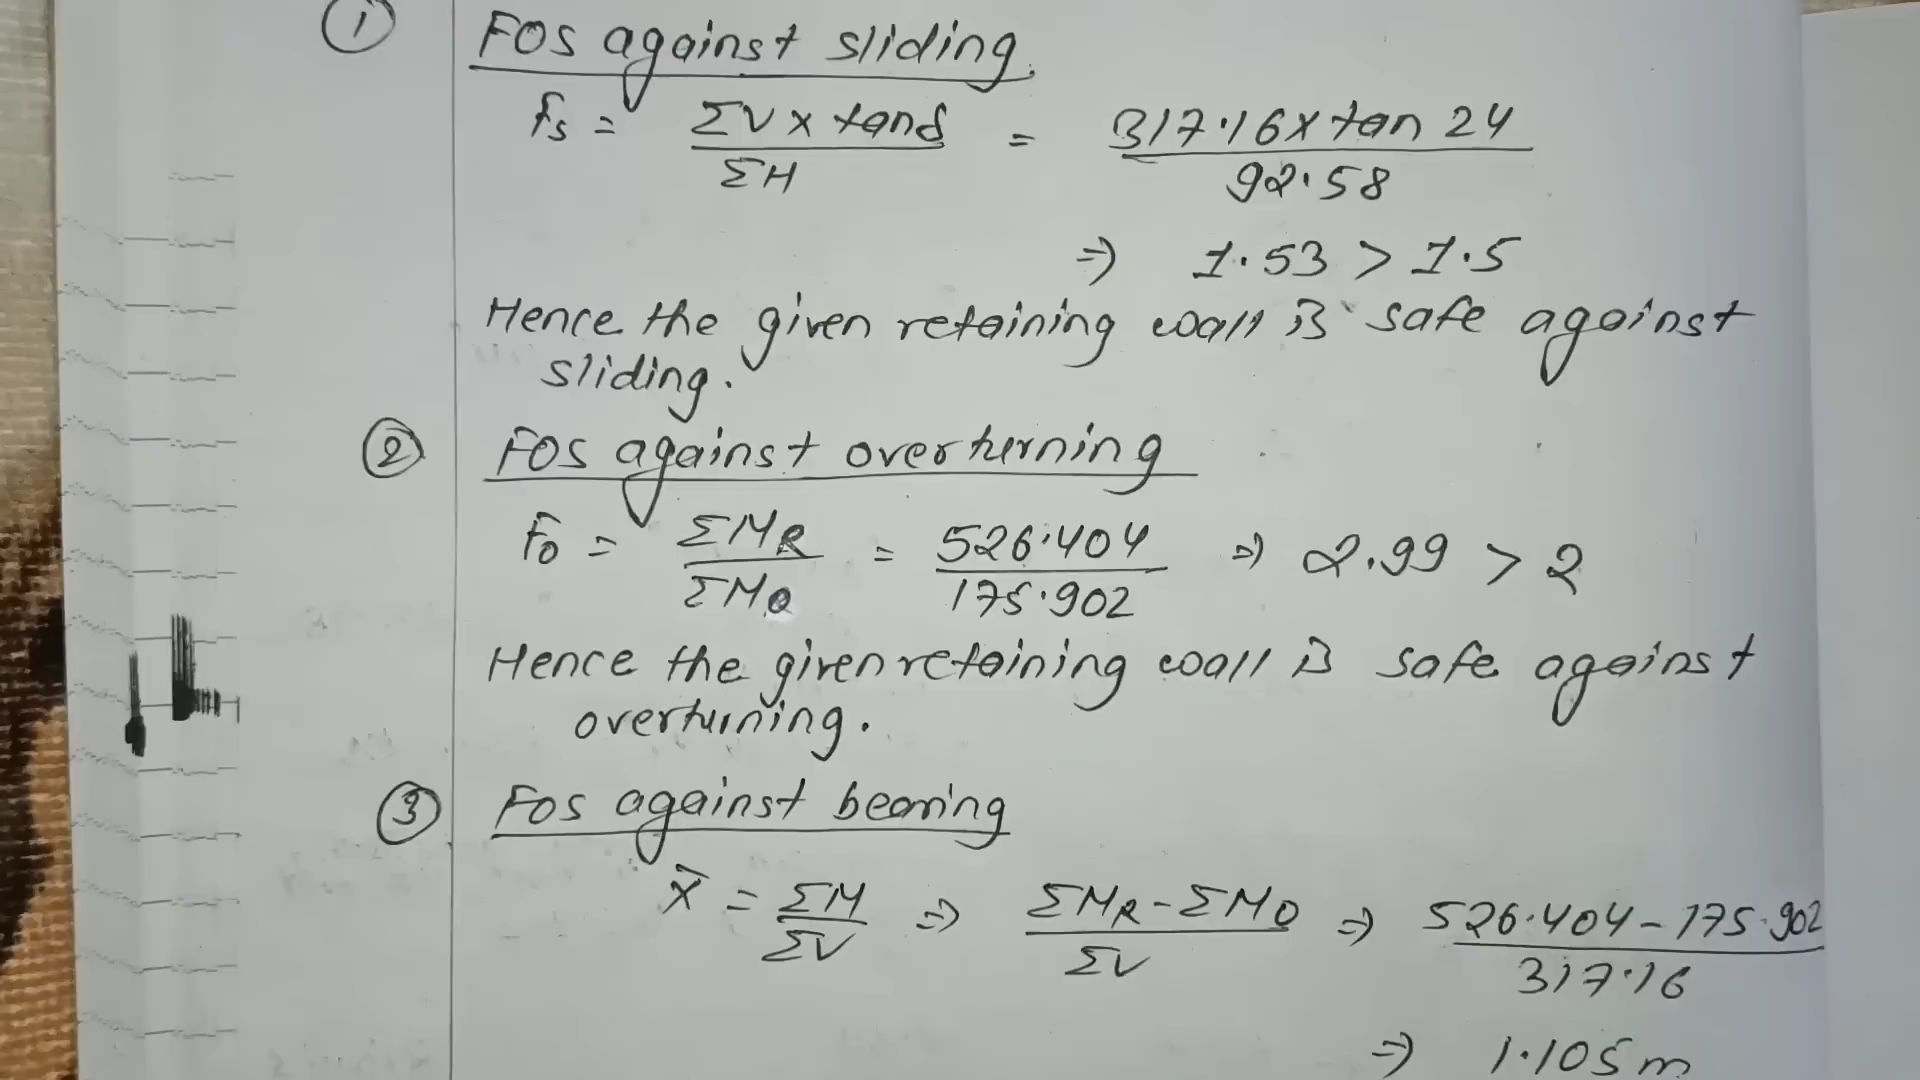 ① FOS against sliding.
Fs = ΣV x tanδ / ΣH = 317.16 x tan 24 / 92.58
⇒ 1.53 > 1.5
Hence the given retaining wall is safe against
sliding.
② FOS against overturning
Fo = ΣMR / ΣMO = 526.404 / 175.902 ⇒ 2.99 > 2
Hence the given retaining wall is safe against
overturning.
③ FOS against bearing
x̄ = ΣM / ΣV ⇒ ΣMR - ΣMO / ΣV ⇒ 526.404 - 175.902 / 317.16
⇒ 1.105m